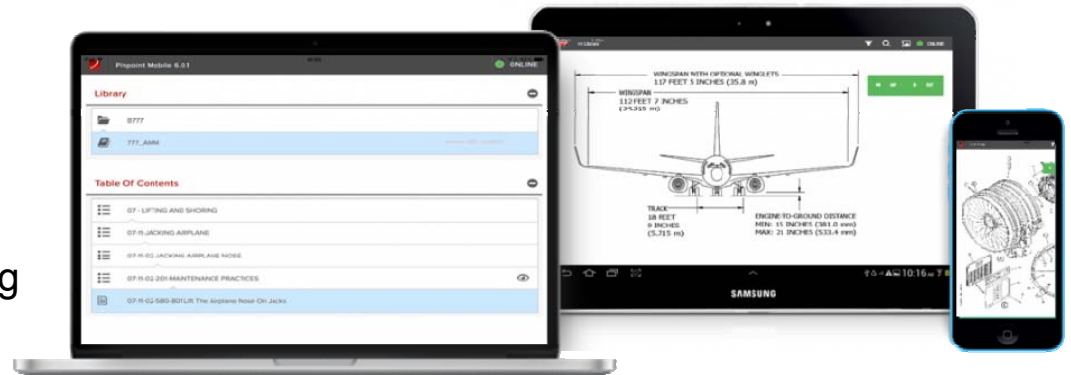 g
Pinpoint Mobile 6.0.1
ONLINE
Library
B777
777_AMM
Table Of Contents
07 - LIFTING AND SHORING
07-11-JACKING AIRPLANE
07-11-02-JACKING AIRPLANE NOSE
07-11-02-201-MAINTENANCE PRACTICES
07-11-02-580-801 Lift The Airplane Nose On Jacks
ONLINE
WINGSPAN WITH OPTIONAL WINGLETS
117 FEET 5 INCHES (35.8 m)
WINGSPAN
112 FEET 7 INCHES
TRACK
18 FEET
9 INCHES
(5.715 m)
ENGINE-TO-GROUND DISTANCE
MIN: 15 INCHES (381.0 mm)
MAX: 21 INCHES (533.4 mm)
10:16
SAMSUNG